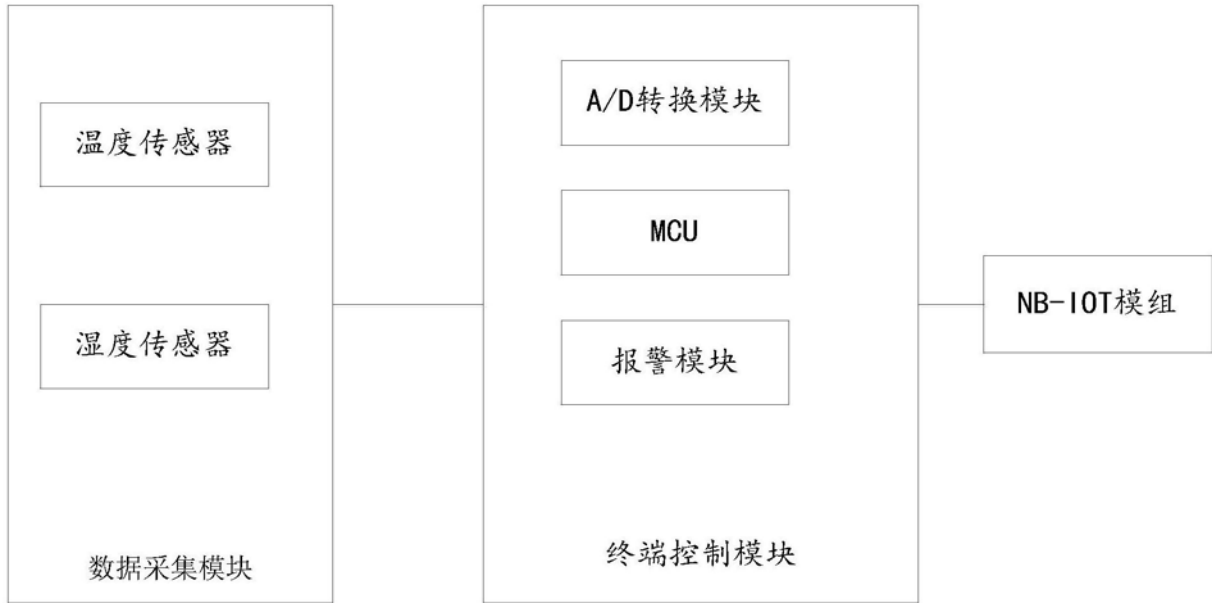 温度传感器
湿度传感器
数据采集模块
A/D转换模块
MCU
报警模块
终端控制模块
NB-IOT模组